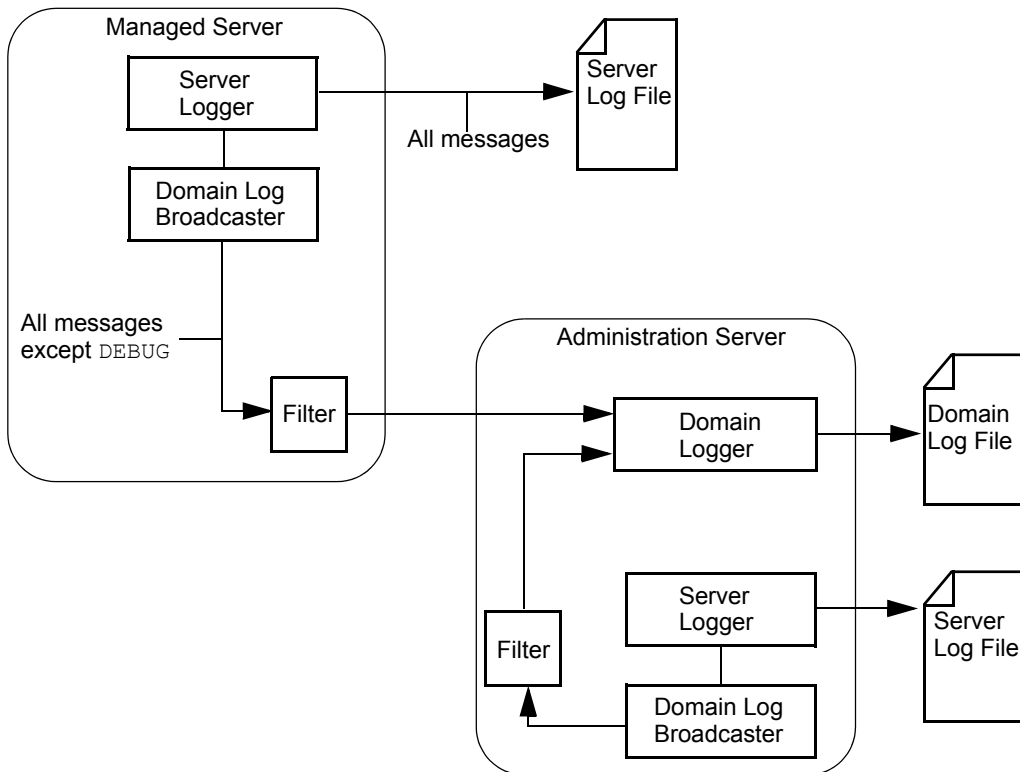 Managed Server
Server
Logger
Server
Log File
All messages
Domain Log
Broadcaster
All messages
except DEBUG
Filter
Administration Server
Domain
Logger
Domain
Log File
Server
Logger
Server
Log File
Filter
Domain Log
Broadcaster